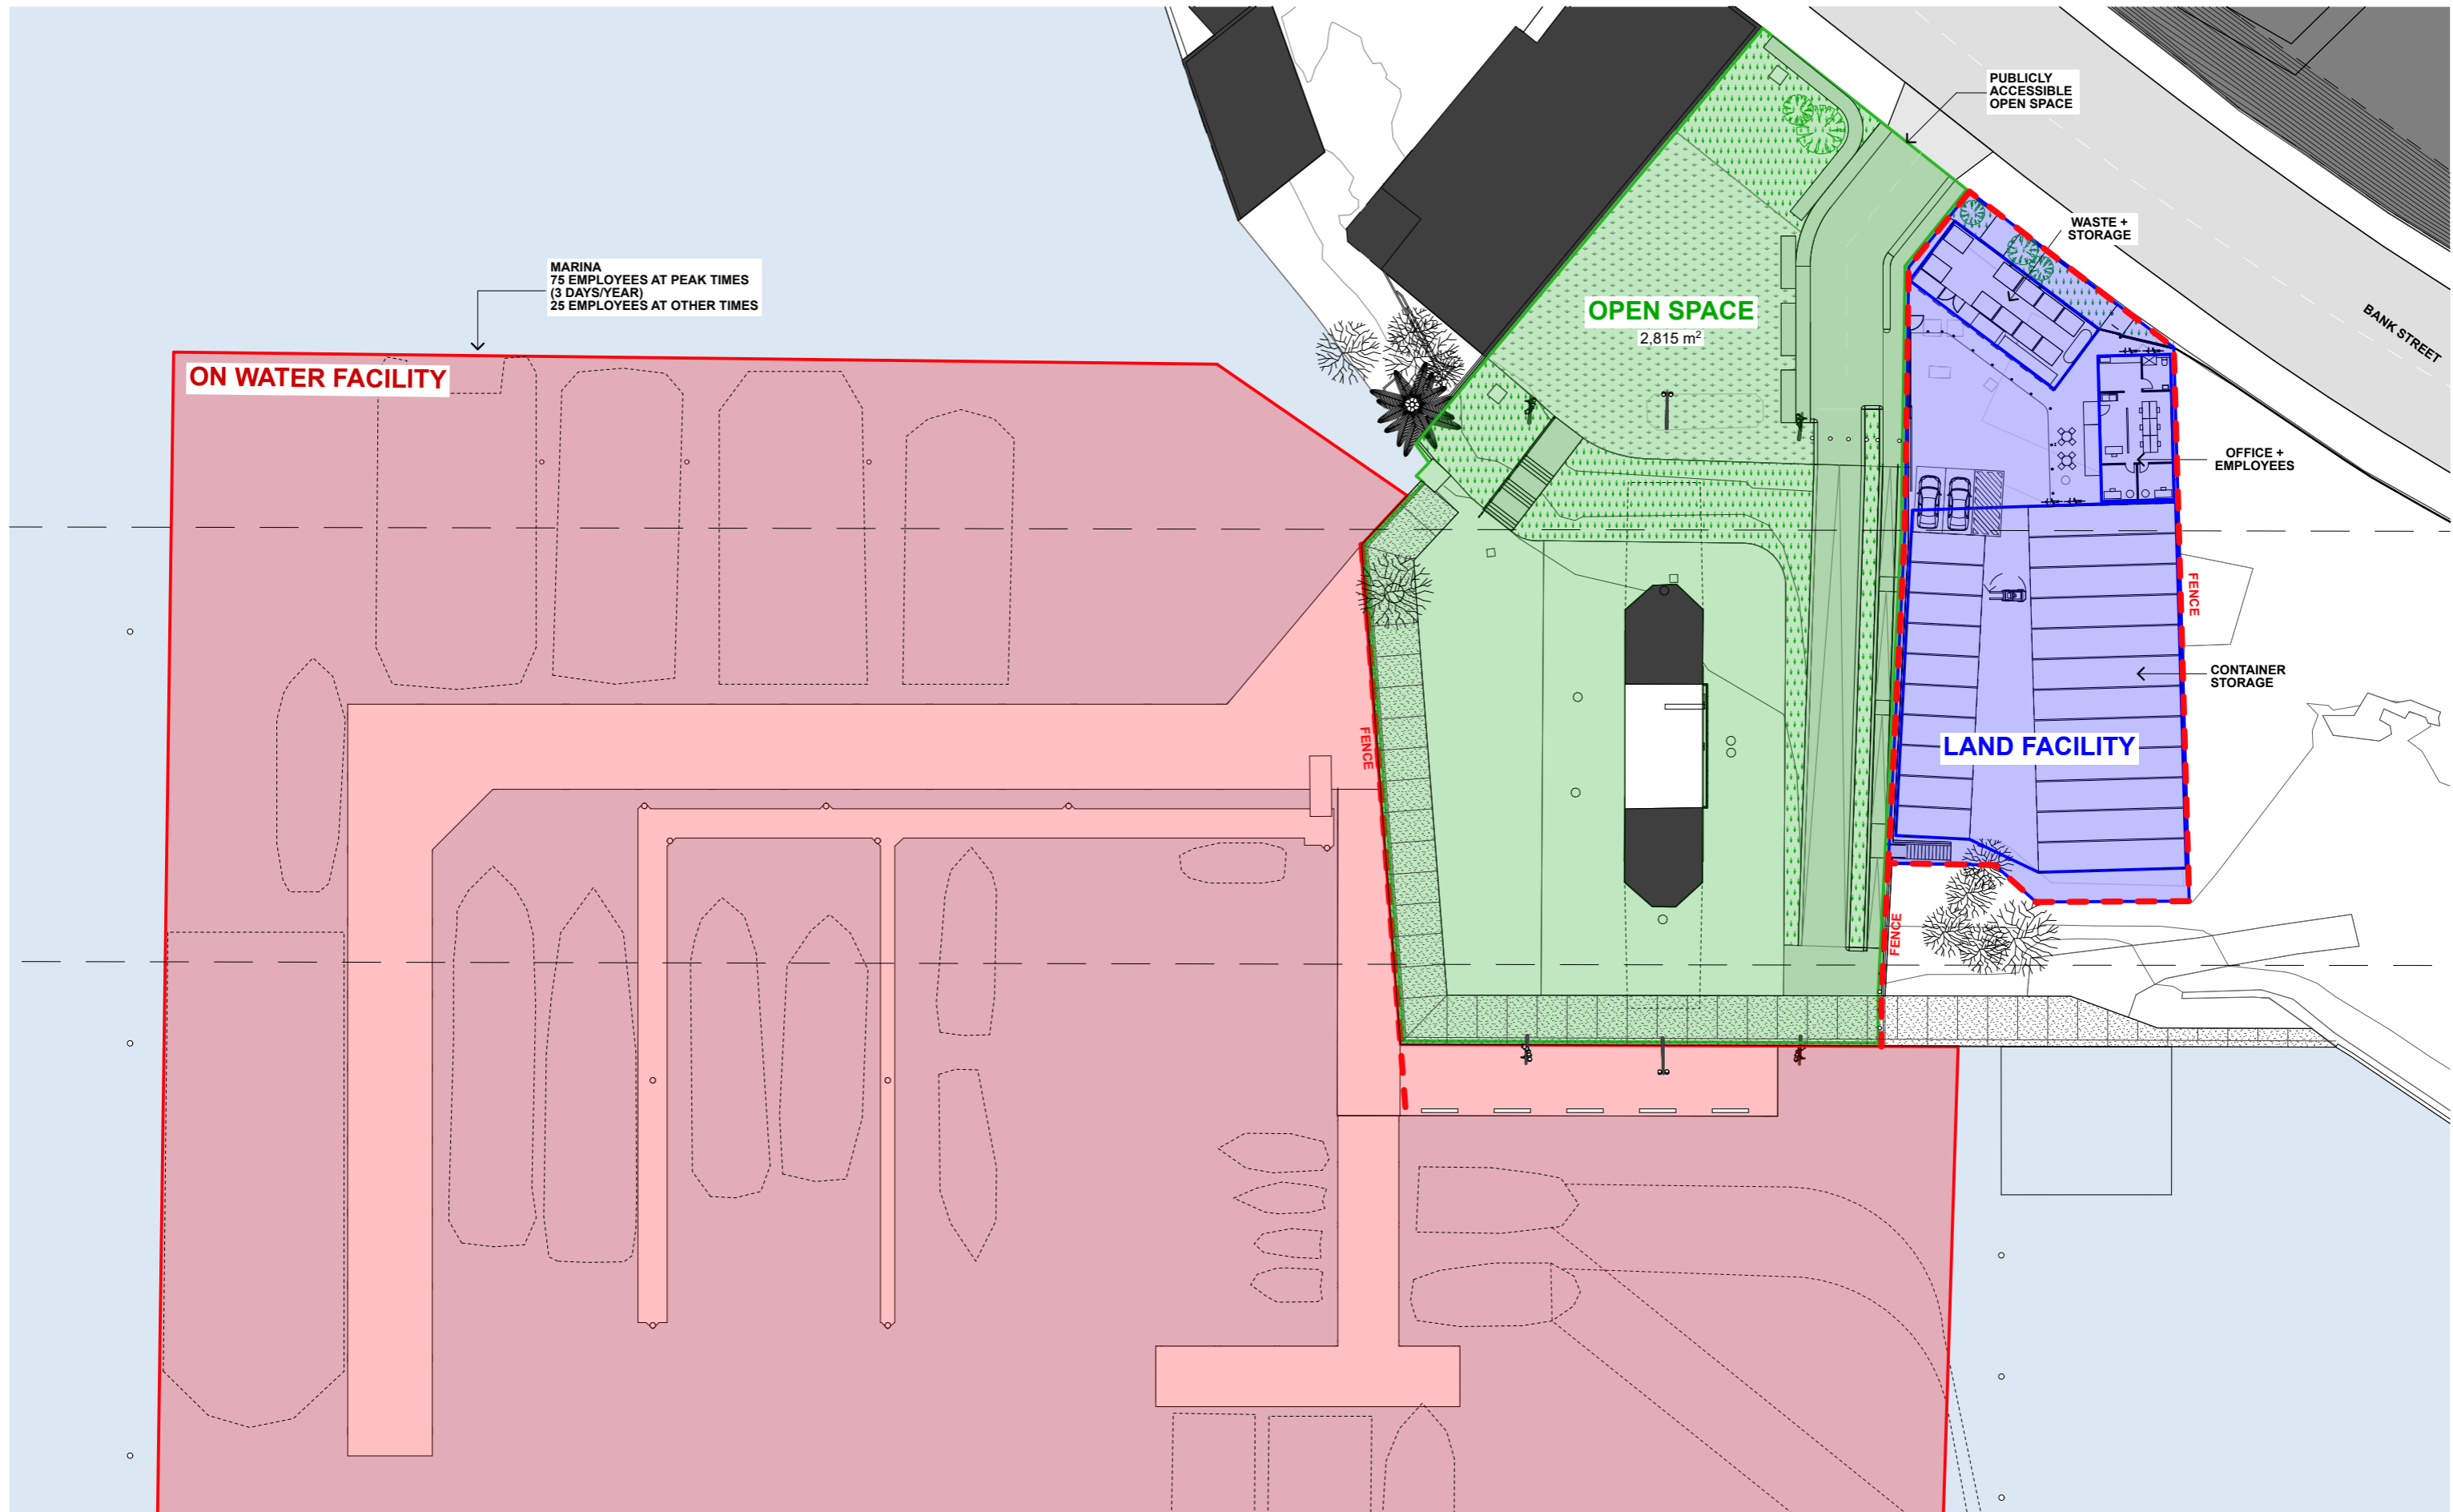 PUBLICLY
ACCESSIBLE
OPEN SPACE
WASTE +
STORAGE
MARINA
75 EMPLOYEES AT PEAK TIMES
(3 DAYS/YEAR)
25 EMPLOYEES AT OTHER TIMES
OPEN SPACE
2,815 m²
BANK STREET
ON WATER FACILITY
OFFICE +
EMPLOYEES
FENCE
CONTAINER
STORAGE
FENCE
LAND FACILITY
FENCE